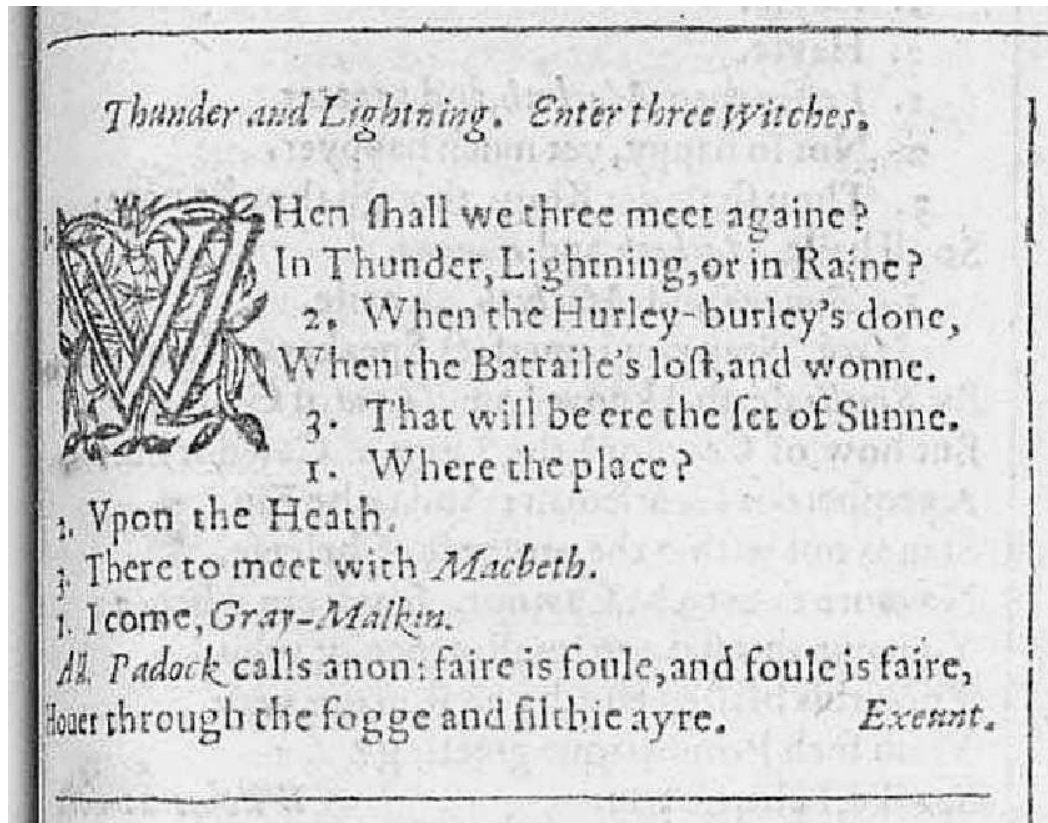 Thunder and Lightning. Enter three Witches.
1. WHen ſhall we three meet againe?
In Thunder, Lightning, or in Raine?
2. When the Hurley-burley's done,
When the Battaile's loſt, and wonne.
3. That will be ere the ſet of Sunne.
1. Where the place?
2. Vpon the Heath.
3. There to meet with Macbeth.
1. I come, Gray-Malkin.
All. Padock calls anon: faire is foule, and foule is faire,
Houer through the fogge and filthie ayre. Exeunt.